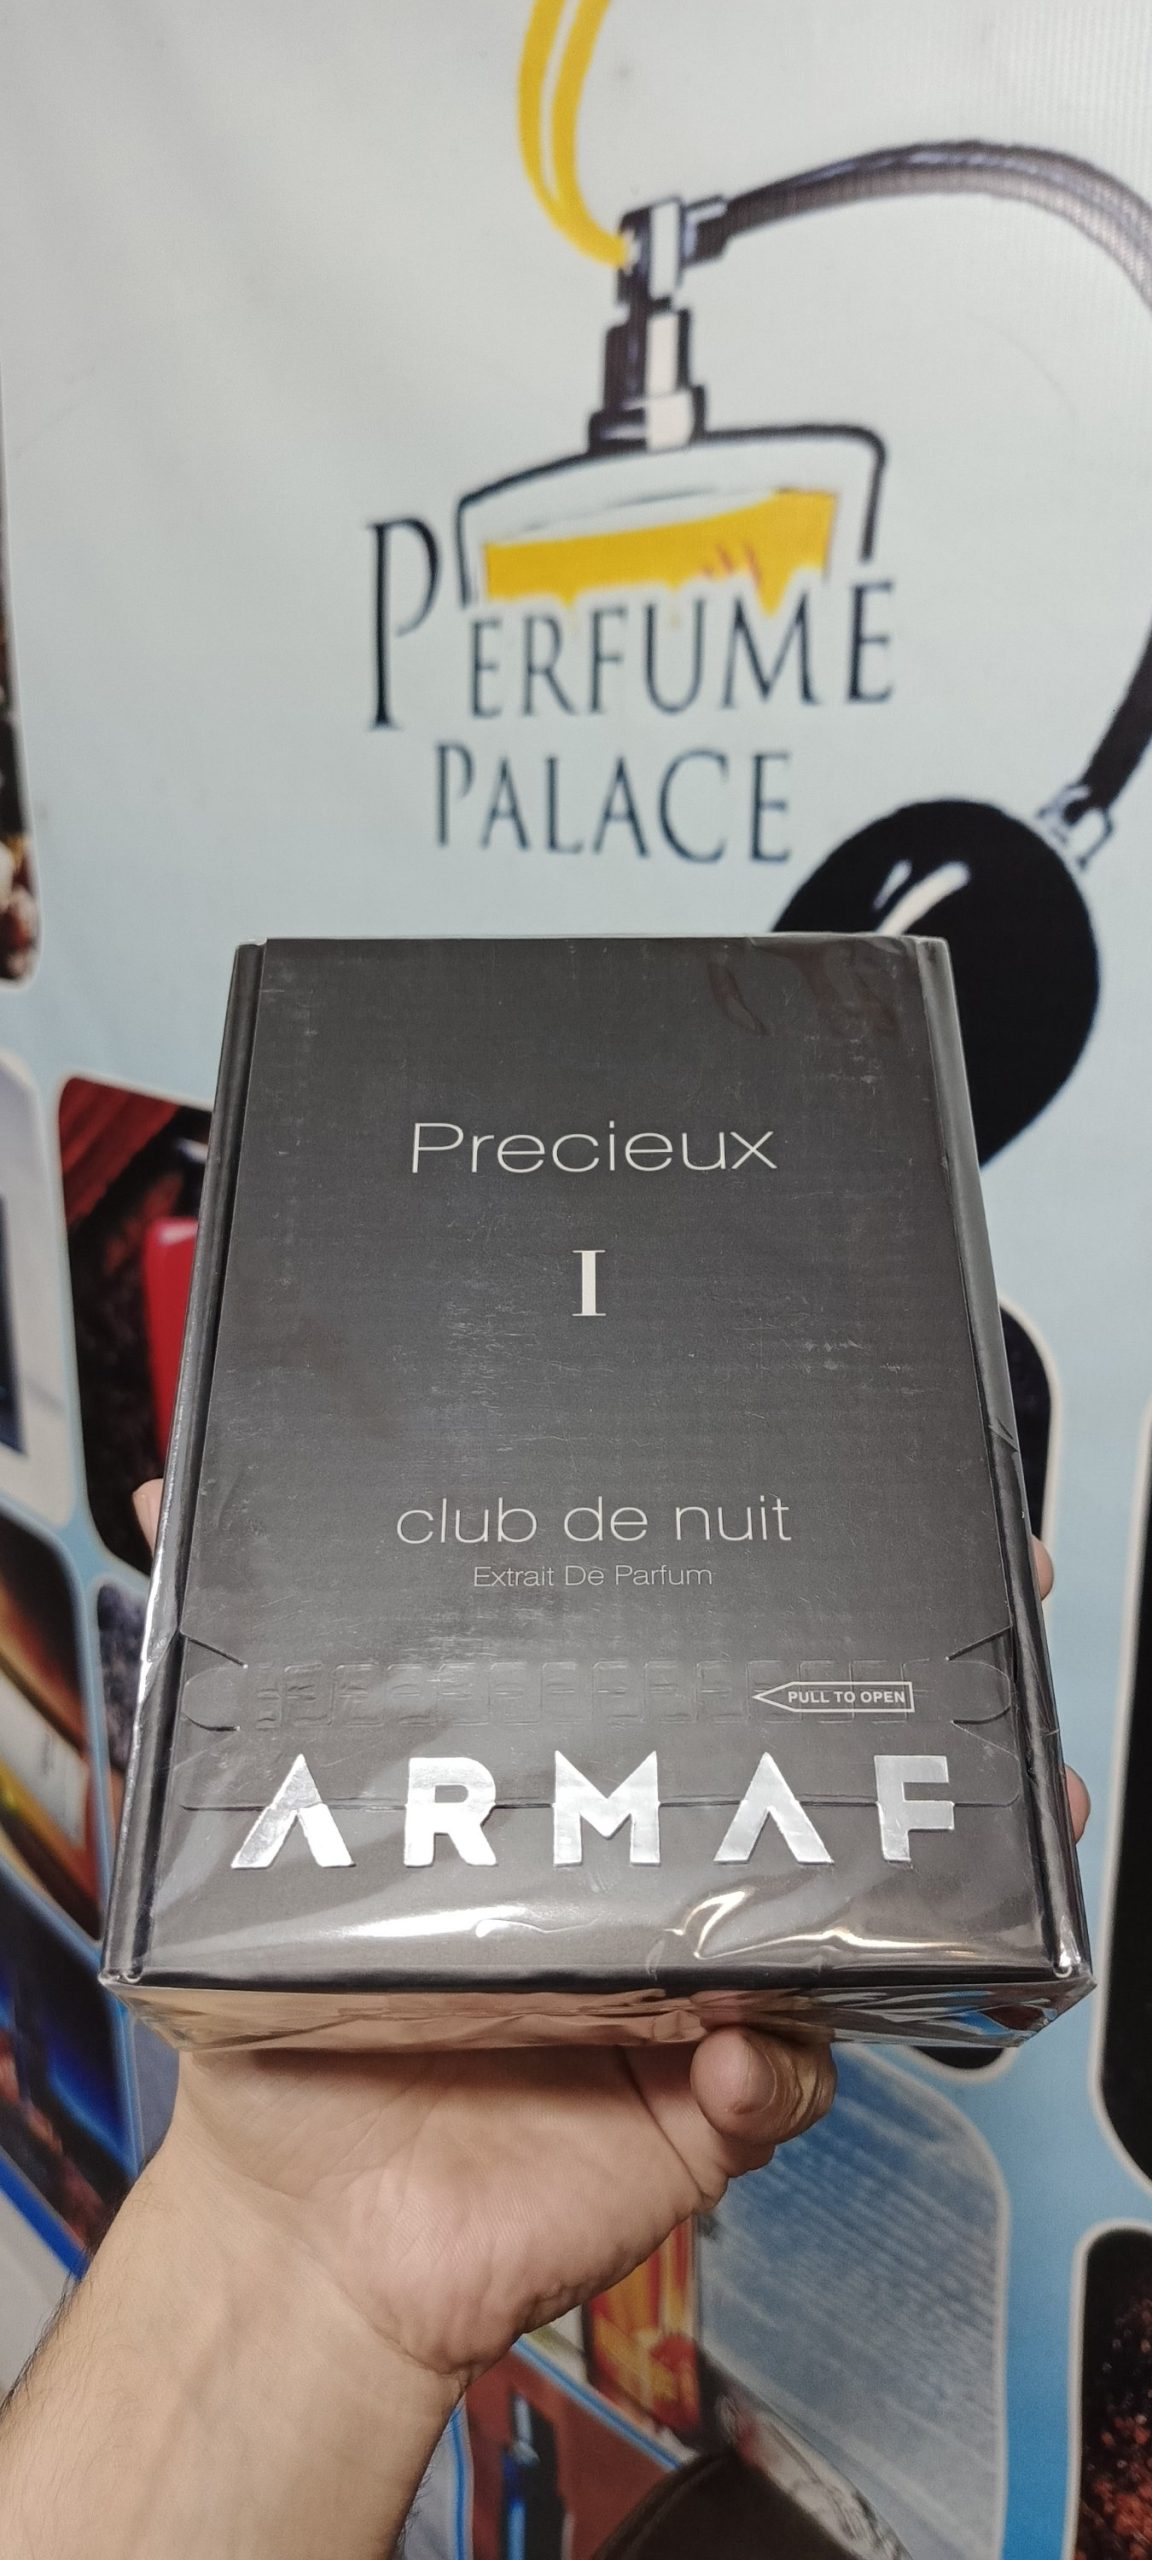 PERFUME
PALACE
Precieux
I
club de nuit
Extrait De Parfum
PULL TO OPEN
ARMAF